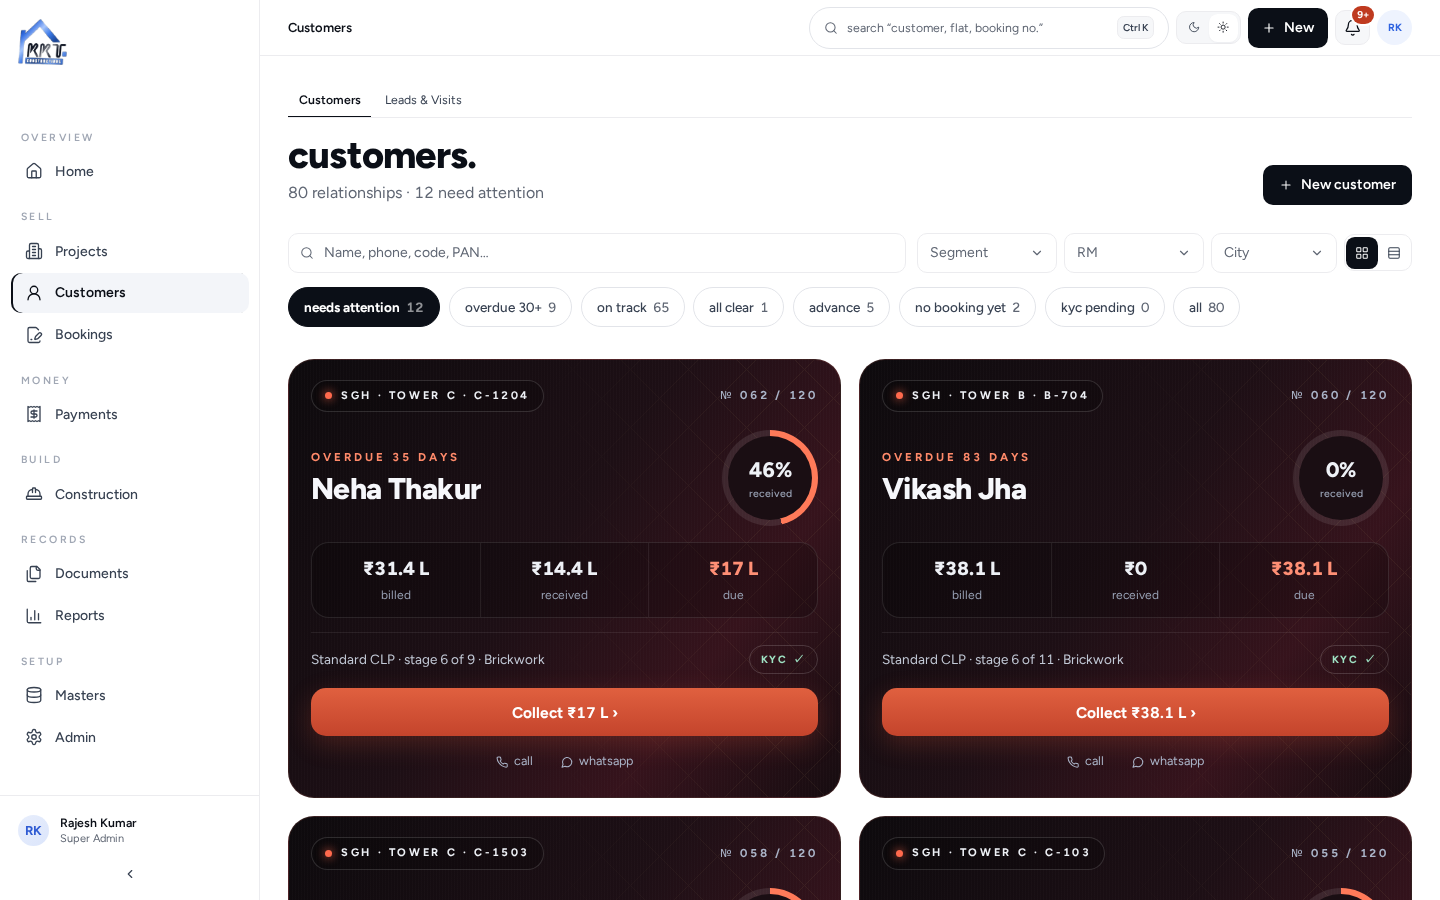 RKT
CONSTRUCTIONS
OVERVIEW
Home
SELL
Projects
Customers
Bookings
MONEY
Payments
BUILD
Construction
RECORDS
Documents
Reports
SETUP
Masters
Admin
RK
Rajesh Kumar
Super Admin
Customers
search “customer, flat, booking no.”
Ctrl K
+ New
9+
RK
Customers
Leads & Visits
customers.
80 relationships · 12 need attention
+ New customer
Name, phone, code, PAN...
Segment
RM
City
needs attention 12
overdue 30+ 9
on track 65
all clear 1
advance 5
no booking yet 2
kyc pending 0
all 80
SGH · TOWER C · C-1204
№ 062 / 120
OVERDUE 35 DAYS
Neha Thakur
46%
received
₹31.4 L
billed
₹14.4 L
received
₹17 L
due
Standard CLP · stage 6 of 9 · Brickwork
KYC ✓
Collect ₹17 L ›
call
whatsapp
SGH · TOWER B · B-704
№ 060 / 120
OVERDUE 83 DAYS
Vikash Jha
0%
received
₹38.1 L
billed
₹0
received
₹38.1 L
due
Standard CLP · stage 6 of 11 · Brickwork
KYC ✓
Collect ₹38.1 L ›
call
whatsapp
SGH · TOWER C · C-1503
№ 058 / 120
SGH · TOWER C · C-103
№ 055 / 120